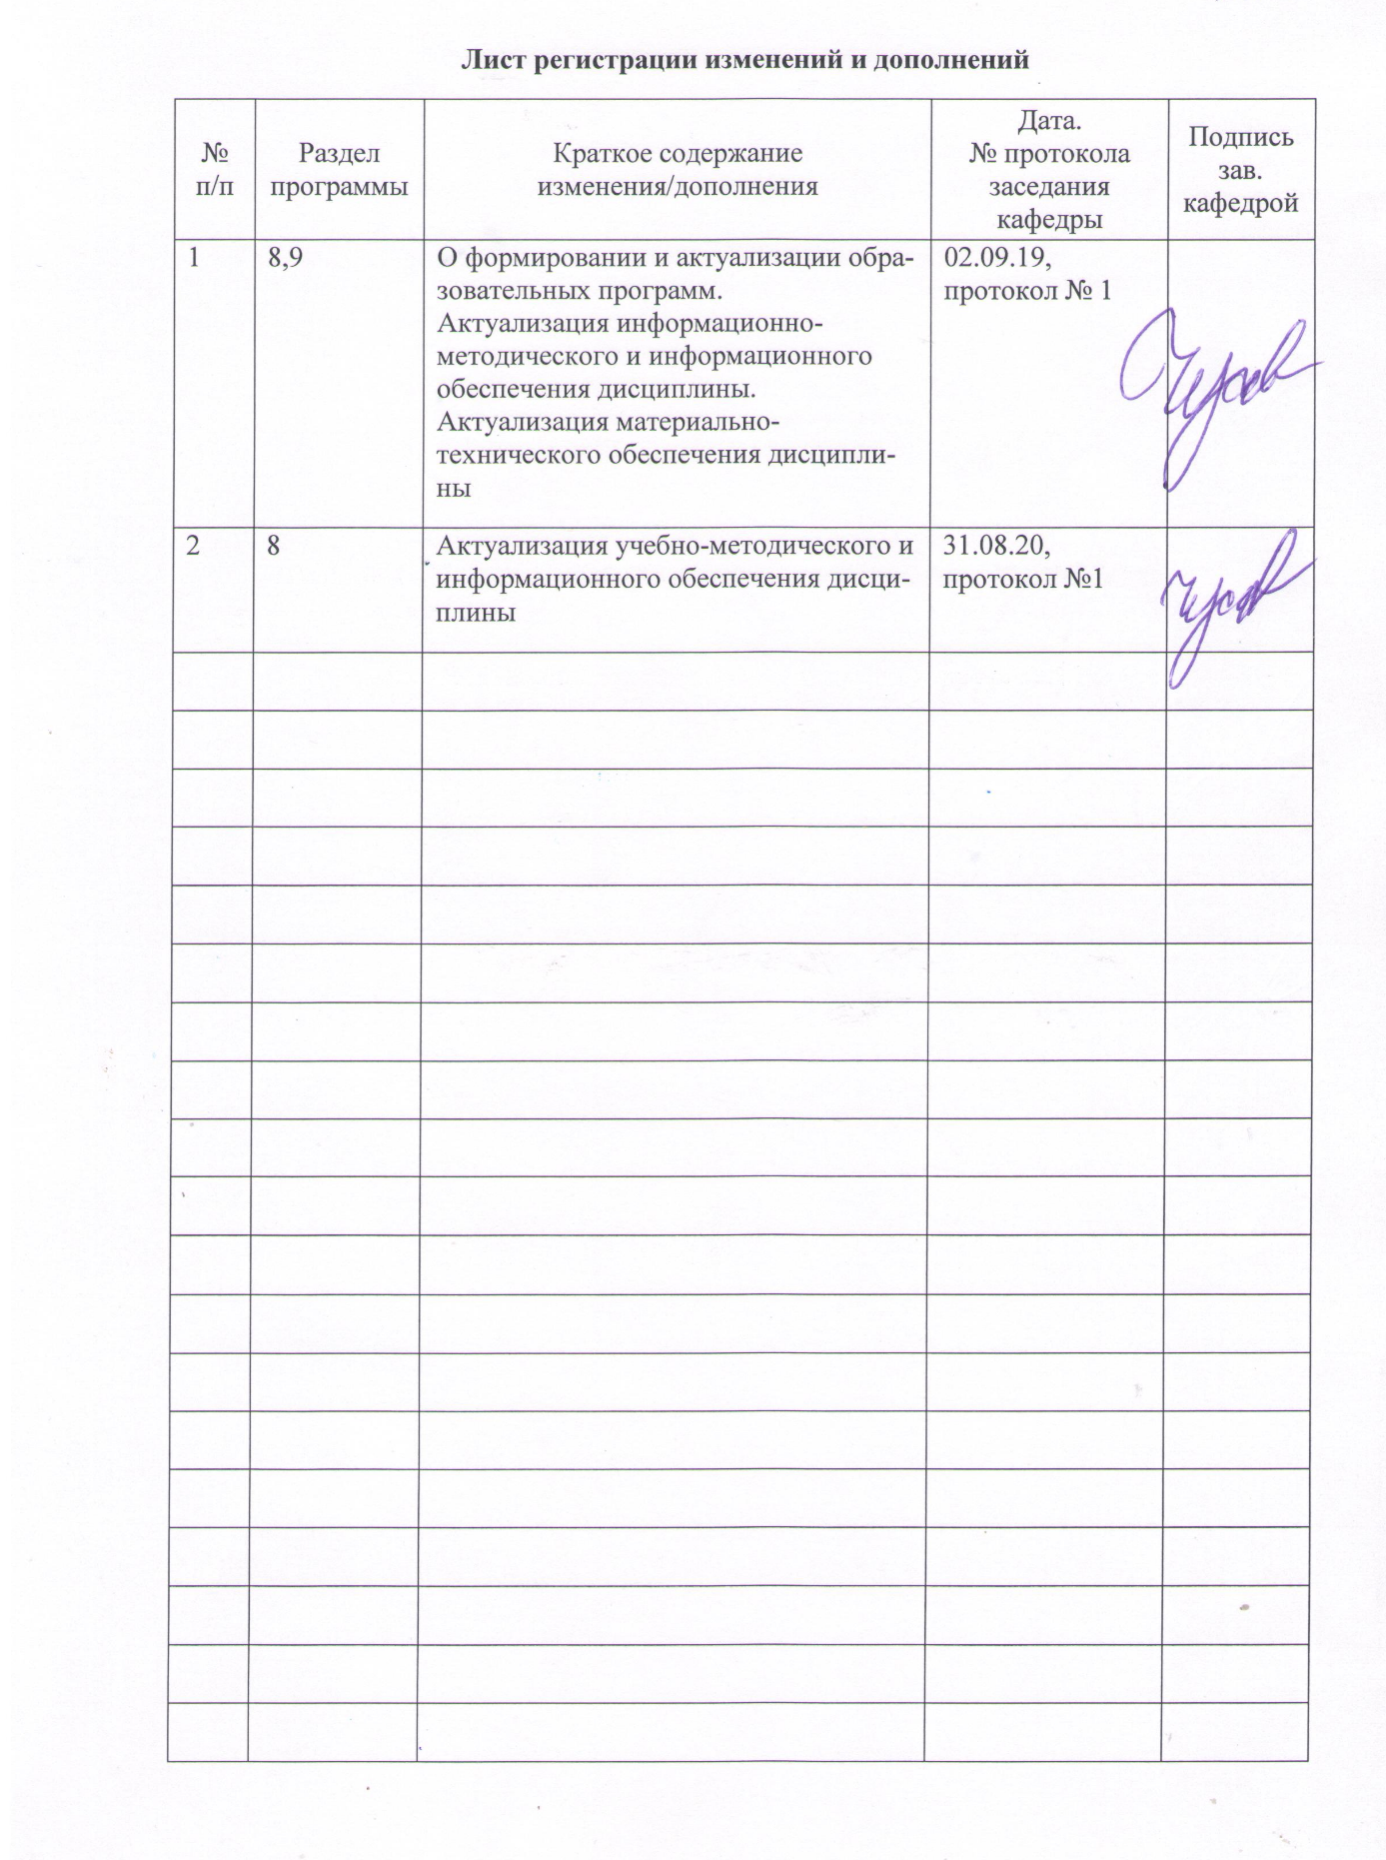 Лист регистрации изменений и дополнений
№
п/п
Раздел
программы
Краткое содержание
изменения/дополнения
Дата.
№ протокола
заседания
кафедры
Подпись
зав.
кафедрой
1
8,9
О формировании и актуализации обра-
зовательных программ.
Актуализация информационно-
методического и информационного
обеспечения дисциплины.
Актуализация материально-
технического обеспечения дисципли-
ны
02.09.19,
протокол № 1
2
8
Актуализация учебно-методического и
информационного обеспечения дисци-
плины
31.08.20,
протокол №1